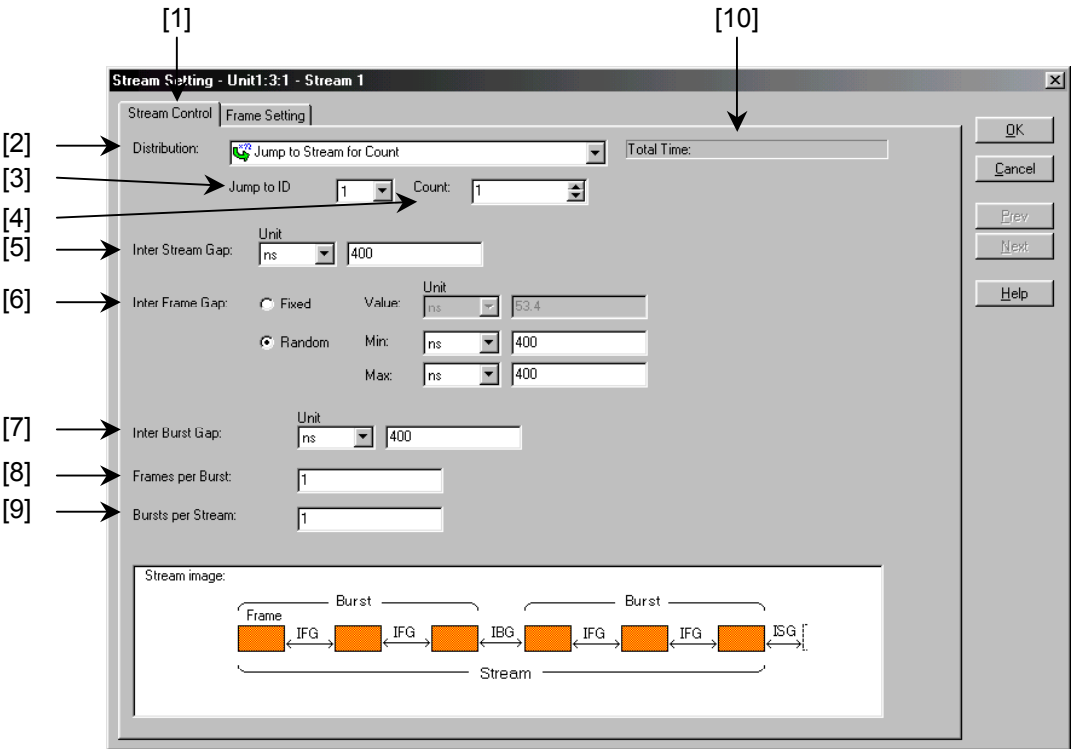 [1] [10]
Stream Setting - Unit1:3:1 - Stream 1
Stream Control Frame Setting
OK
[2] Distribution: Jump to Stream for Count Total Time:
Cancel
[3] Jump to ID 1 Count: 1
[4]
Prev
Unit
[5] Inter Stream Gap: ns 400
Next
Unit
[6] Inter Frame Gap: Fixed Value: ns 53.4
Help
Random Min: ns 400
Max: ns 400
Unit
[7] Inter Burst Gap: ns 400
[8] Frames per Burst: 1
[9] Bursts per Stream: 1
Stream image:
Burst Burst
Frame
IFG IFG IBG IFG IFG ISG
Stream